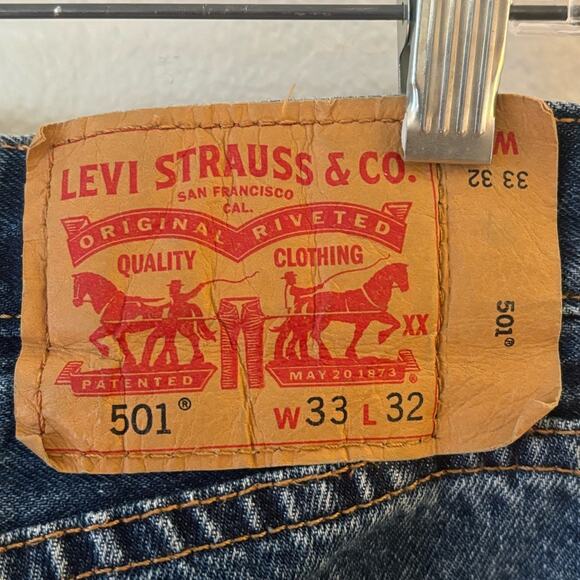 LEVI STRAUSS & CO.
SAN FRANCISCO
CAL.
ORIGINAL RIVETED
QUALITY CLOTHING
XX
PATENTED MAY 20 1873 ®
501® W 33 L 32
W
33 32
501®